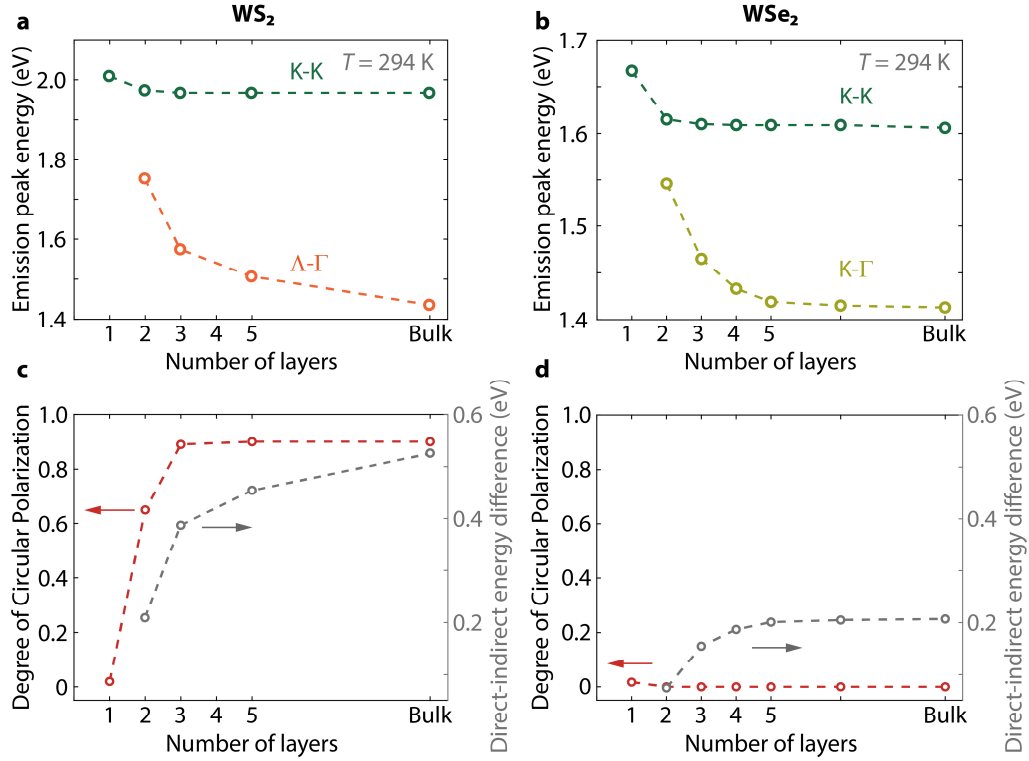 a
WS₂
Emission peak energy (eV)
2.0
1.8
1.6
1.4
T = 294 K
K-K
Λ-Γ
1 2 3 4 5 Bulk
Number of layers
b
WSe₂
Emission peak energy (eV)
1.7
1.6
1.5
1.4
T = 294 K
K-K
K-Γ
1 2 3 4 5 Bulk
Number of layers
c
Degree of Circular Polarization
1.0
0.8
0.6
0.4
0.2
0
0.6
0.4
0.2
Direct-indirect energy difference (eV)
1 2 3 4 5 Bulk
Number of layers
d
Degree of Circular Polarization
1.0
0.8
0.6
0.4
0.2
0
0.6
0.4
0.2
Direct-indirect energy difference (eV)
1 2 3 4 5 Bulk
Number of layers